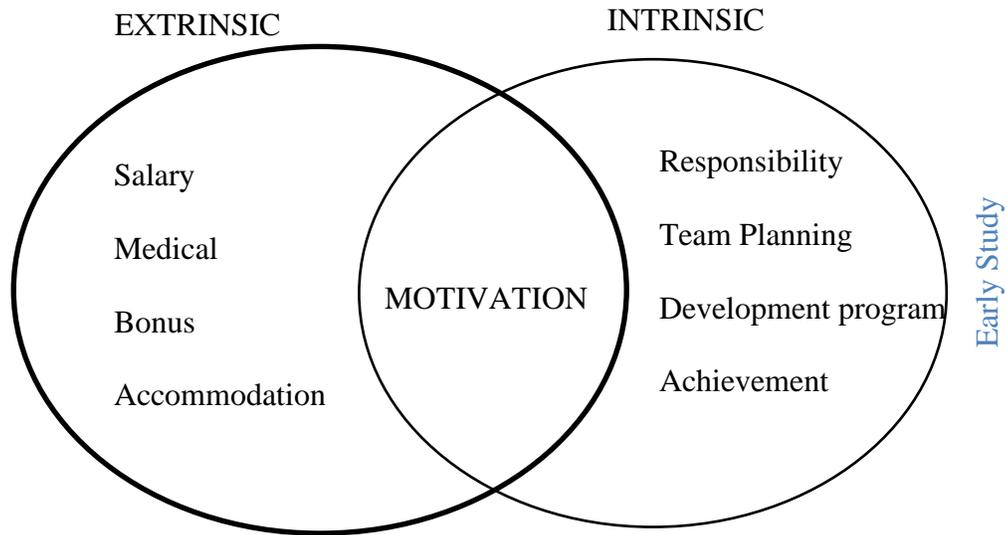 EXTRINSIC
INTRINSIC
Salary
Medical
Bonus
Accommodation
MOTIVATION
Responsibility
Team Planning
Development program
Achievement
Early Study